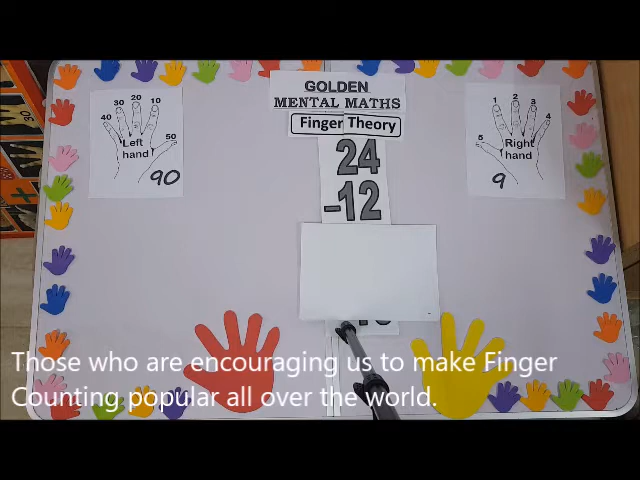 GOLDEN
MENTAL MATHS
Finger Theory
24
-12
40 30 20 10 50
Left
hand
90
1 2 3 4 5
Right
hand
9
Those who are encouraging us to make Finger
Counting popular all over the world.